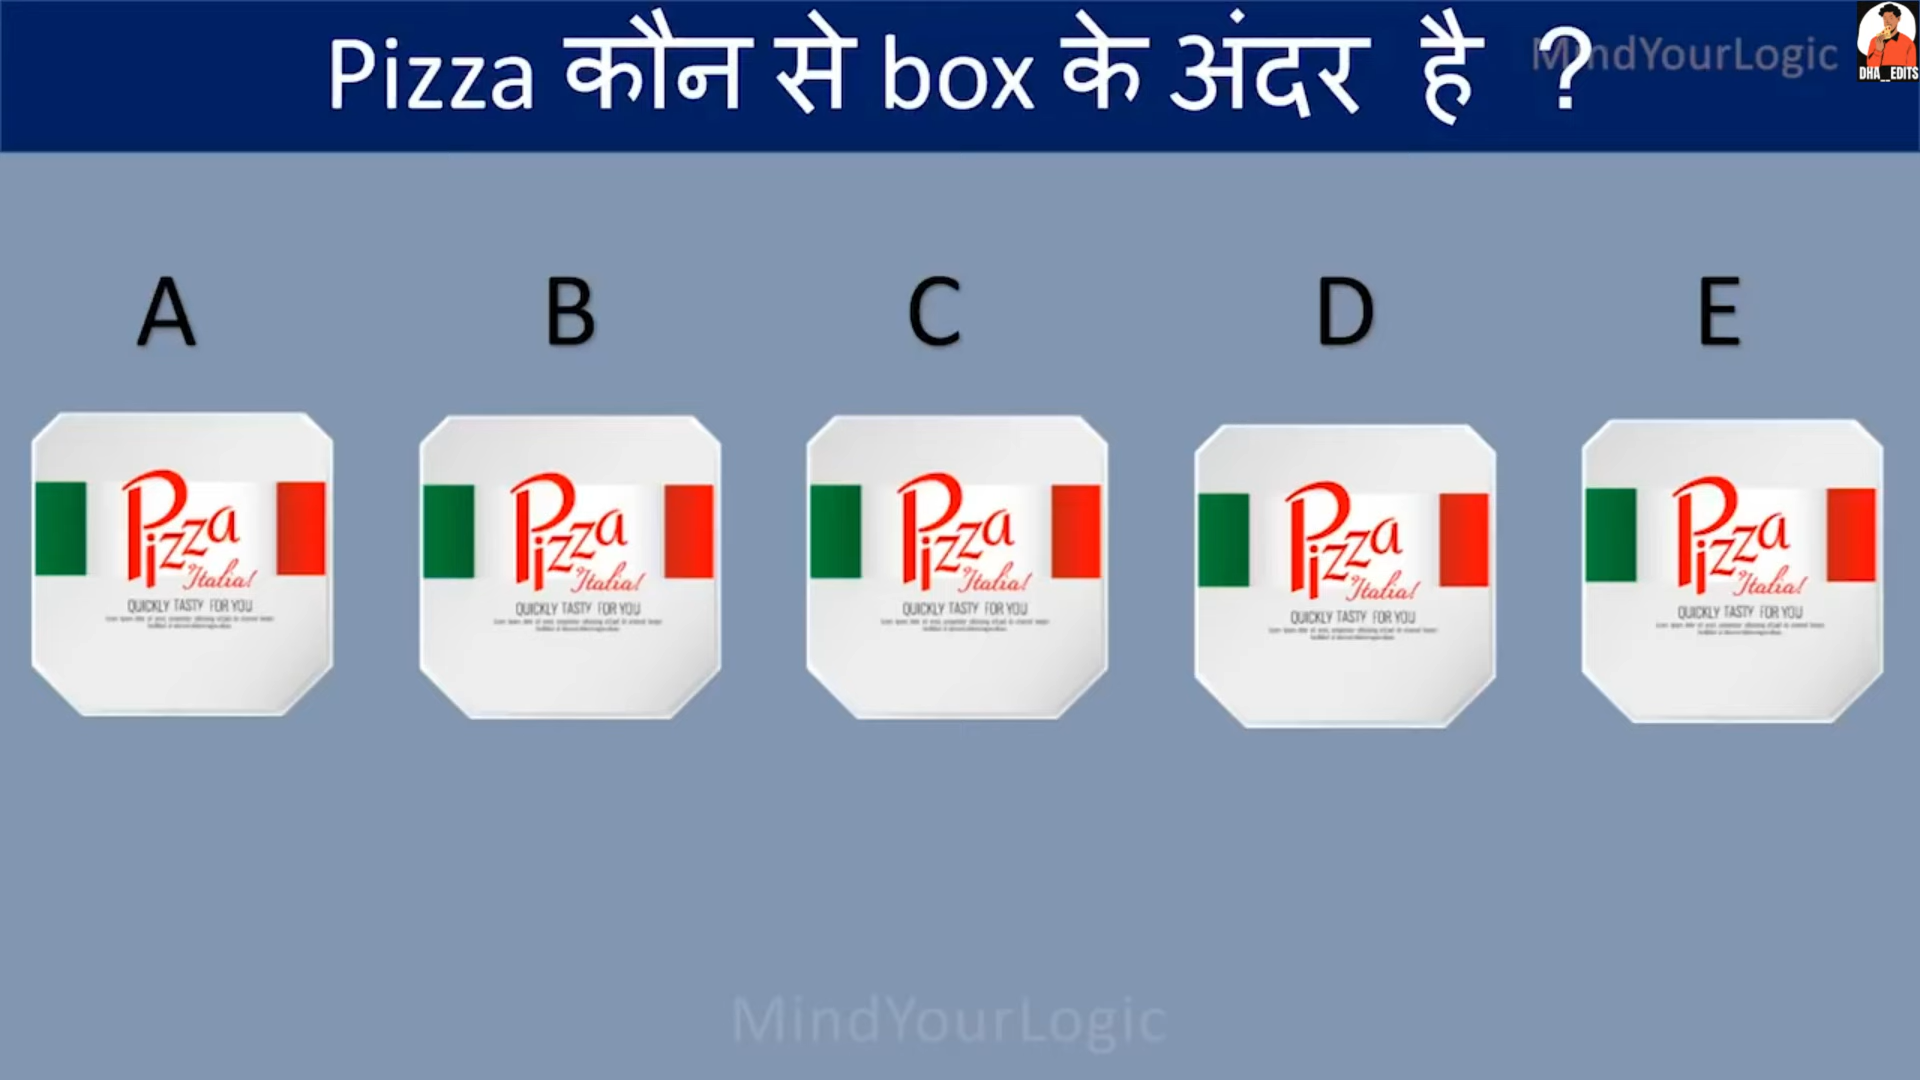 Pizza कौन से box के अंदर है ?
MindYourLogic
DHA_EDITS
A B C D E
Pizza Pizza Pizza Pizza Pizza
Italia! Italia! Italia! Italia! Italia!
QUICKLY TASTY FOR YOU QUICKLY TASTY FOR YOU QUICKLY TASTY FOR YOU QUICKLY TASTY FOR YOU QUICKLY TASTY FOR YOU
MindYourLogic